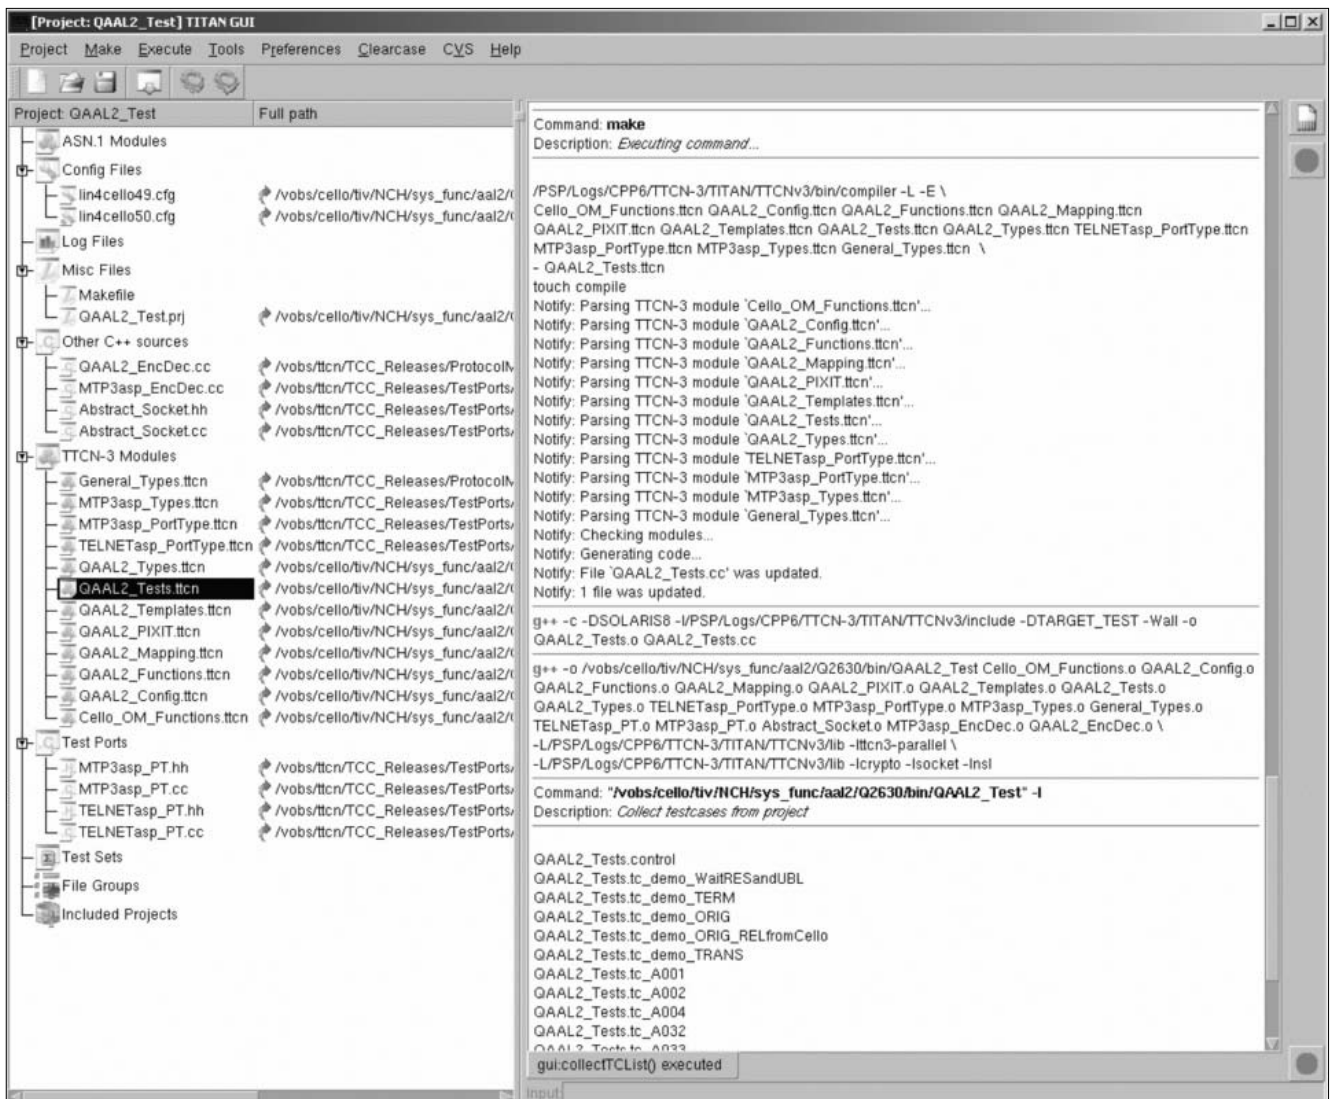 [Project: QAAL2_Test] TITAN GUI
Project Make Execute Tools Preferences Clearcase CVS Help
Project: QAAL2_Test Full path
ASN.1 Modules
Config Files
lin4cello49.cfg /vobs/cello/tiv/NCH/sys_func/aal2/
lin4cello50.cfg /vobs/cello/tiv/NCH/sys_func/aal2/
Log Files
Misc Files
Makefile
QAAL2_Test.prj /vobs/cello/tiv/NCH/sys_func/aal2/
Other C++ sources
QAAL2_EncDec.cc /vobs/ttcn/TCC_Releases/Protocol
MTP3asp_EncDec.cc /vobs/ttcn/TCC_Releases/TestPorts/
Abstract_Socket.hh /vobs/ttcn/TCC_Releases/TestPorts/
Abstract_Socket.cc /vobs/ttcn/TCC_Releases/TestPorts/
TTCN-3 Modules
General_Types.ttcn /vobs/ttcn/TCC_Releases/Protocol
MTP3asp_Types.ttcn /vobs/ttcn/TCC_Releases/TestPorts/
MTP3asp_PortType.ttcn /vobs/ttcn/TCC_Releases/TestPorts/
TELNETasp_PortType.ttcn /vobs/ttcn/TCC_Releases/TestPorts/
QAAL2_Types.ttcn /vobs/cello/tiv/NCH/sys_func/aal2/
QAAL2_Tests.ttcn /vobs/cello/tiv/NCH/sys_func/aal2/
QAAL2_Templates.ttcn /vobs/cello/tiv/NCH/sys_func/aal2/
QAAL2_PIXIT.ttcn /vobs/cello/tiv/NCH/sys_func/aal2/
QAAL2_Mapping.ttcn /vobs/cello/tiv/NCH/sys_func/aal2/
QAAL2_Functions.ttcn /vobs/cello/tiv/NCH/sys_func/aal2/
QAAL2_Config.ttcn /vobs/cello/tiv/NCH/sys_func/aal2/
Cello_OM_Functions.ttcn /vobs/cello/tiv/NCH/sys_func/aal2/
Test Ports
MTP3asp_PT.hh /vobs/ttcn/TCC_Releases/TestPorts/
MTP3asp_PT.cc /vobs/ttcn/TCC_Releases/TestPorts/
TELNETasp_PT.hh /vobs/ttcn/TCC_Releases/TestPorts/
TELNETasp_PT.cc /vobs/ttcn/TCC_Releases/TestPorts/
Test Sets
File Groups
Included Projects
Command: make
Description: Executing command...
/PSP/Logs/CPP6/TTCN-3/TITAN/TTCNv3/bin/compiler -L -E \
Cello_OM_Functions.ttcn QAAL2_Config.ttcn QAAL2_Functions.ttcn QAAL2_Mapping.ttcn
QAAL2_PIXIT.ttcn QAAL2_Templates.ttcn QAAL2_Tests.ttcn QAAL2_Types.ttcn TELNETasp_PortType.ttcn
MTP3asp_PortType.ttcn MTP3asp_Types.ttcn General_Types.ttcn \
- QAAL2_Tests.ttcn
touch compile
Notify: Parsing TTCN-3 module `Cello_OM_Functions.ttcn'...
Notify: Parsing TTCN-3 module `QAAL2_Config.ttcn'...
Notify: Parsing TTCN-3 module `QAAL2_Functions.ttcn'...
Notify: Parsing TTCN-3 module `QAAL2_Mapping.ttcn'...
Notify: Parsing TTCN-3 module `QAAL2_PIXIT.ttcn'...
Notify: Parsing TTCN-3 module `QAAL2_Templates.ttcn'...
Notify: Parsing TTCN-3 module `QAAL2_Tests.ttcn'...
Notify: Parsing TTCN-3 module `QAAL2_Types.ttcn'...
Notify: Parsing TTCN-3 module `TELNETasp_PortType.ttcn'...
Notify: Parsing TTCN-3 module `MTP3asp_PortType.ttcn'...
Notify: Parsing TTCN-3 module `MTP3asp_Types.ttcn'...
Notify: Parsing TTCN-3 module `General_Types.ttcn'...
Notify: Checking modules...
Notify: Generating code...
Notify: File `QAAL2_Tests.cc' was updated.
Notify: 1 file was updated.
g++ -c -DSOLARIS8 -I/PSP/Logs/CPP6/TTCN-3/TITAN/TTCNv3/include -DTARGET_TEST -Wall -o
QAAL2_Tests.o QAAL2_Tests.cc
g++ -o /vobs/cello/tiv/NCH/sys_func/aal2/Q2630/bin/QAAL2_Test Cello_OM_Functions.o QAAL2_Config.o
QAAL2_Functions.o QAAL2_Mapping.o QAAL2_PIXIT.o QAAL2_Templates.o QAAL2_Tests.o
QAAL2_Types.o TELNETasp_PortType.o MTP3asp_PortType.o MTP3asp_Types.o General_Types.o
TELNETasp_PT.o MTP3asp_PT.o Abstract_Socket.o MTP3asp_EncDec.o QAAL2_EncDec.o \
-L/PSP/Logs/CPP6/TTCN-3/TITAN/TTCNv3/lib -lttcn3-parallel \
-L/PSP/Logs/CPP6/TTCN-3/TITAN/TTCNv3/lib -lcrypto -lsocket -lnsl
Command: "/vobs/cello/tiv/NCH/sys_func/aal2/Q2630/bin/QAAL2_Test" -l
Description: Collect testcases from project
QAAL2_Tests.control
QAAL2_Tests.tc_demo_WaitRESandUBL
QAAL2_Tests.tc_demo_TERM
QAAL2_Tests.tc_demo_ORIG
QAAL2_Tests.tc_demo_ORIG_RELfromCello
QAAL2_Tests.tc_demo_TRANS
QAAL2_Tests.tc_A001
QAAL2_Tests.tc_A002
QAAL2_Tests.tc_A004
QAAL2_Tests.tc_A032
QAAL2_Tests.tc_A033
gui:collectTCList() executed
Input: